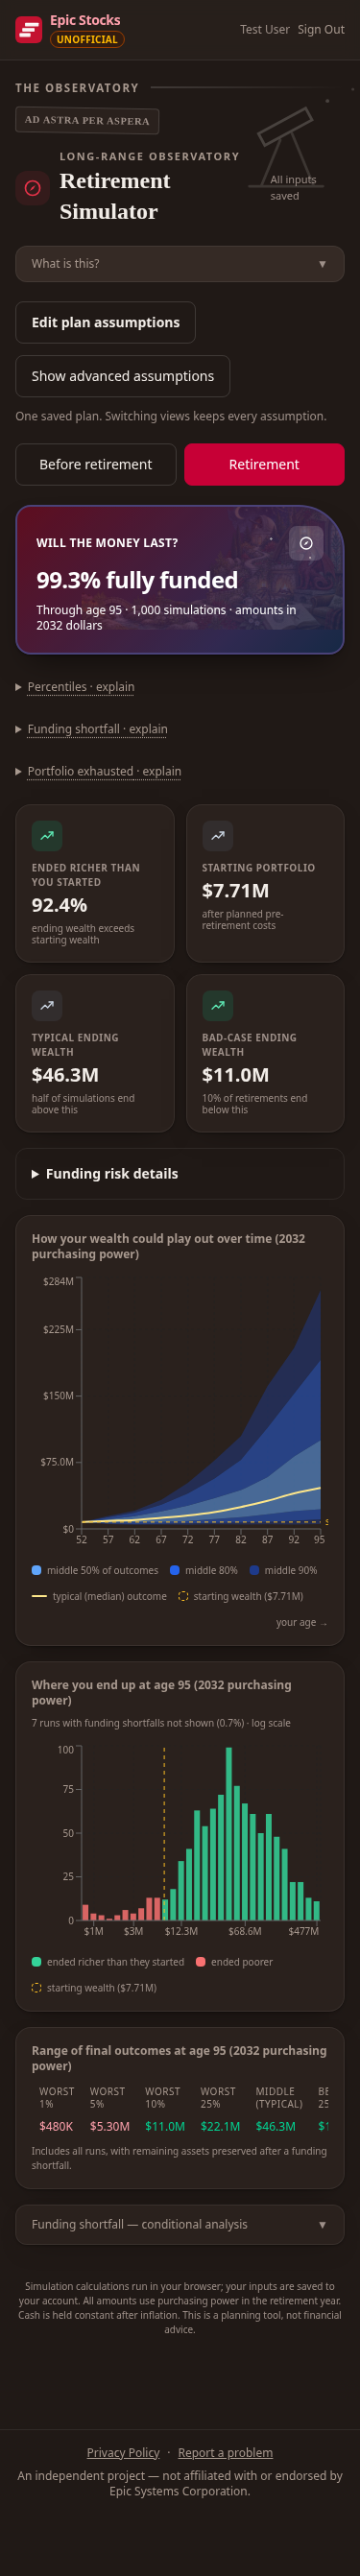 Epic Stocks
UNOFFICIAL
Test User Sign Out
THE OBSERVATORY
AD ASTRA PER ASPERA
LONG-RANGE OBSERVATORY
Retirement
Simulator
All inputs
saved
What is this? ▼
Edit plan assumptions
Show advanced assumptions
One saved plan. Switching views keeps every assumption.
Before retirement
Retirement
WILL THE MONEY LAST?
99.3% fully funded
Through age 95 · 1,000 simulations · amounts in
2032 dollars
▶ Percentiles · explain
▶ Funding shortfall · explain
▶ Portfolio exhausted · explain
ENDED RICHER THAN
YOU STARTED
92.4%
ending wealth exceeds
starting wealth
STARTING PORTFOLIO
$7.71M
after planned pre-
retirement costs
TYPICAL ENDING
WEALTH
$46.3M
half of simulations end
above this
BAD-CASE ENDING
WEALTH
$11.0M
10% of retirements end
below this
▶ Funding risk details
How your wealth could play out over time (2032
purchasing power)
$284M
$225M
$150M
$75.0M
$0
52 57 62 67 72 77 82 87 92 95
middle 50% of outcomes middle 80% middle 90%
typical (median) outcome starting wealth ($7.71M)
your age →
Where you end up at age 95 (2032 purchasing
power)
7 runs with funding shortfalls not shown (0.7%) · log scale
100
75
50
25
0
$1M $3M $12.3M $68.6M $477M
ended richer than they started ended poorer
starting wealth ($7.71M)
Range of final outcomes at age 95 (2032 purchasing
power)
WORST 1% WORST 5% WORST 10% WORST 25% MIDDLE (TYPICAL)
$480K $5.30M $11.0M $22.1M $46.3M
Includes all runs, with remaining assets preserved after a funding
shortfall.
Funding shortfall — conditional analysis ▼
Simulation calculations run in your browser; your inputs are saved to
your account. All amounts use purchasing power in the retirement year.
Cash is held constant after inflation. This is a planning tool, not financial
advice.
Privacy Policy · Report a problem
An independent project — not affiliated with or endorsed by
Epic Systems Corporation.